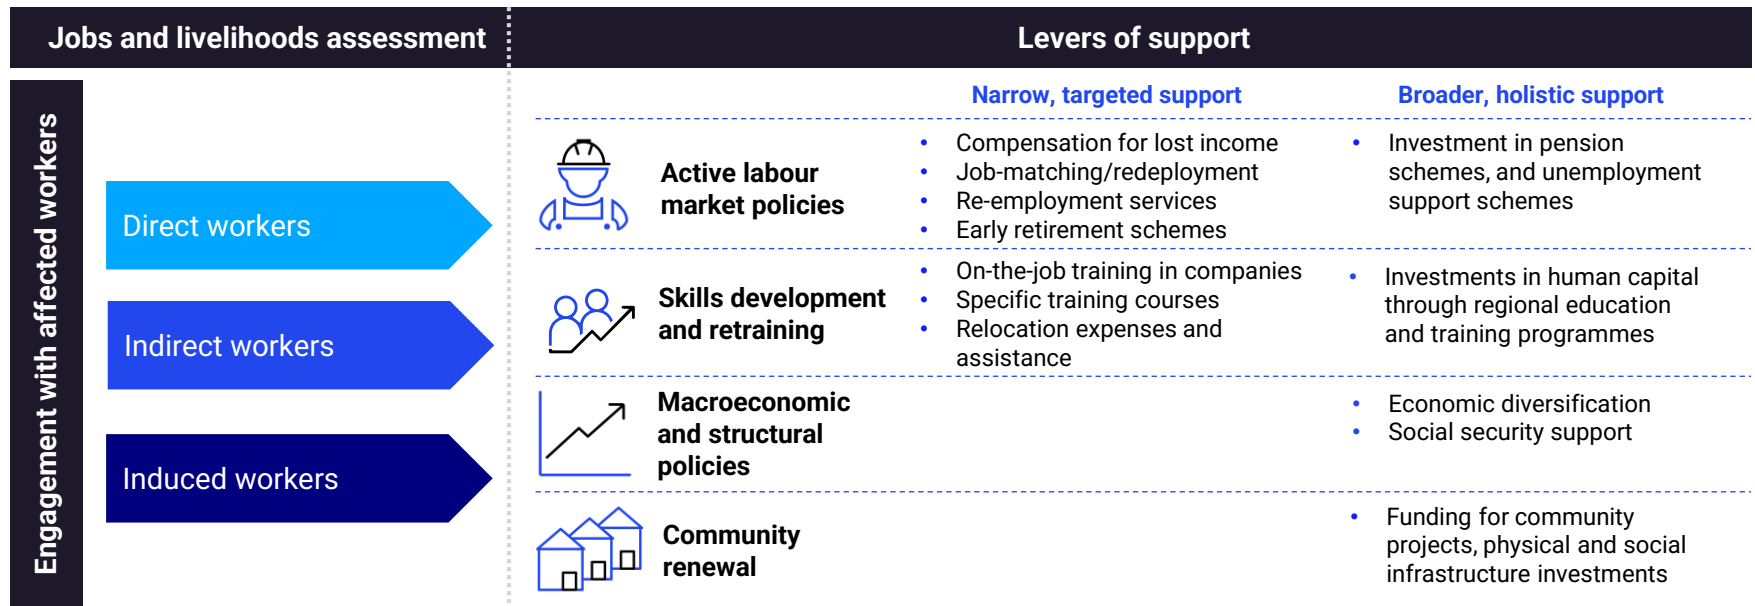 Jobs and livelihoods assessment
Levers of support
Engagement with affected workers
Direct workers
Indirect workers
Induced workers
Narrow, targeted support
Broader, holistic support
Active labour
market policies
• Compensation for lost income
• Job-matching/redeployment
• Re-employment services
• Early retirement schemes
• Investment in pension
schemes, and unemployment
support schemes
Skills development
and retraining
• On-the-job training in companies
• Specific training courses
• Relocation expenses and
assistance
• Investments in human capital
through regional education
and training programmes
Macroeconomic
and structural
policies
• Economic diversification
• Social security support
Community
renewal
• Funding for community
projects, physical and social
infrastructure investments